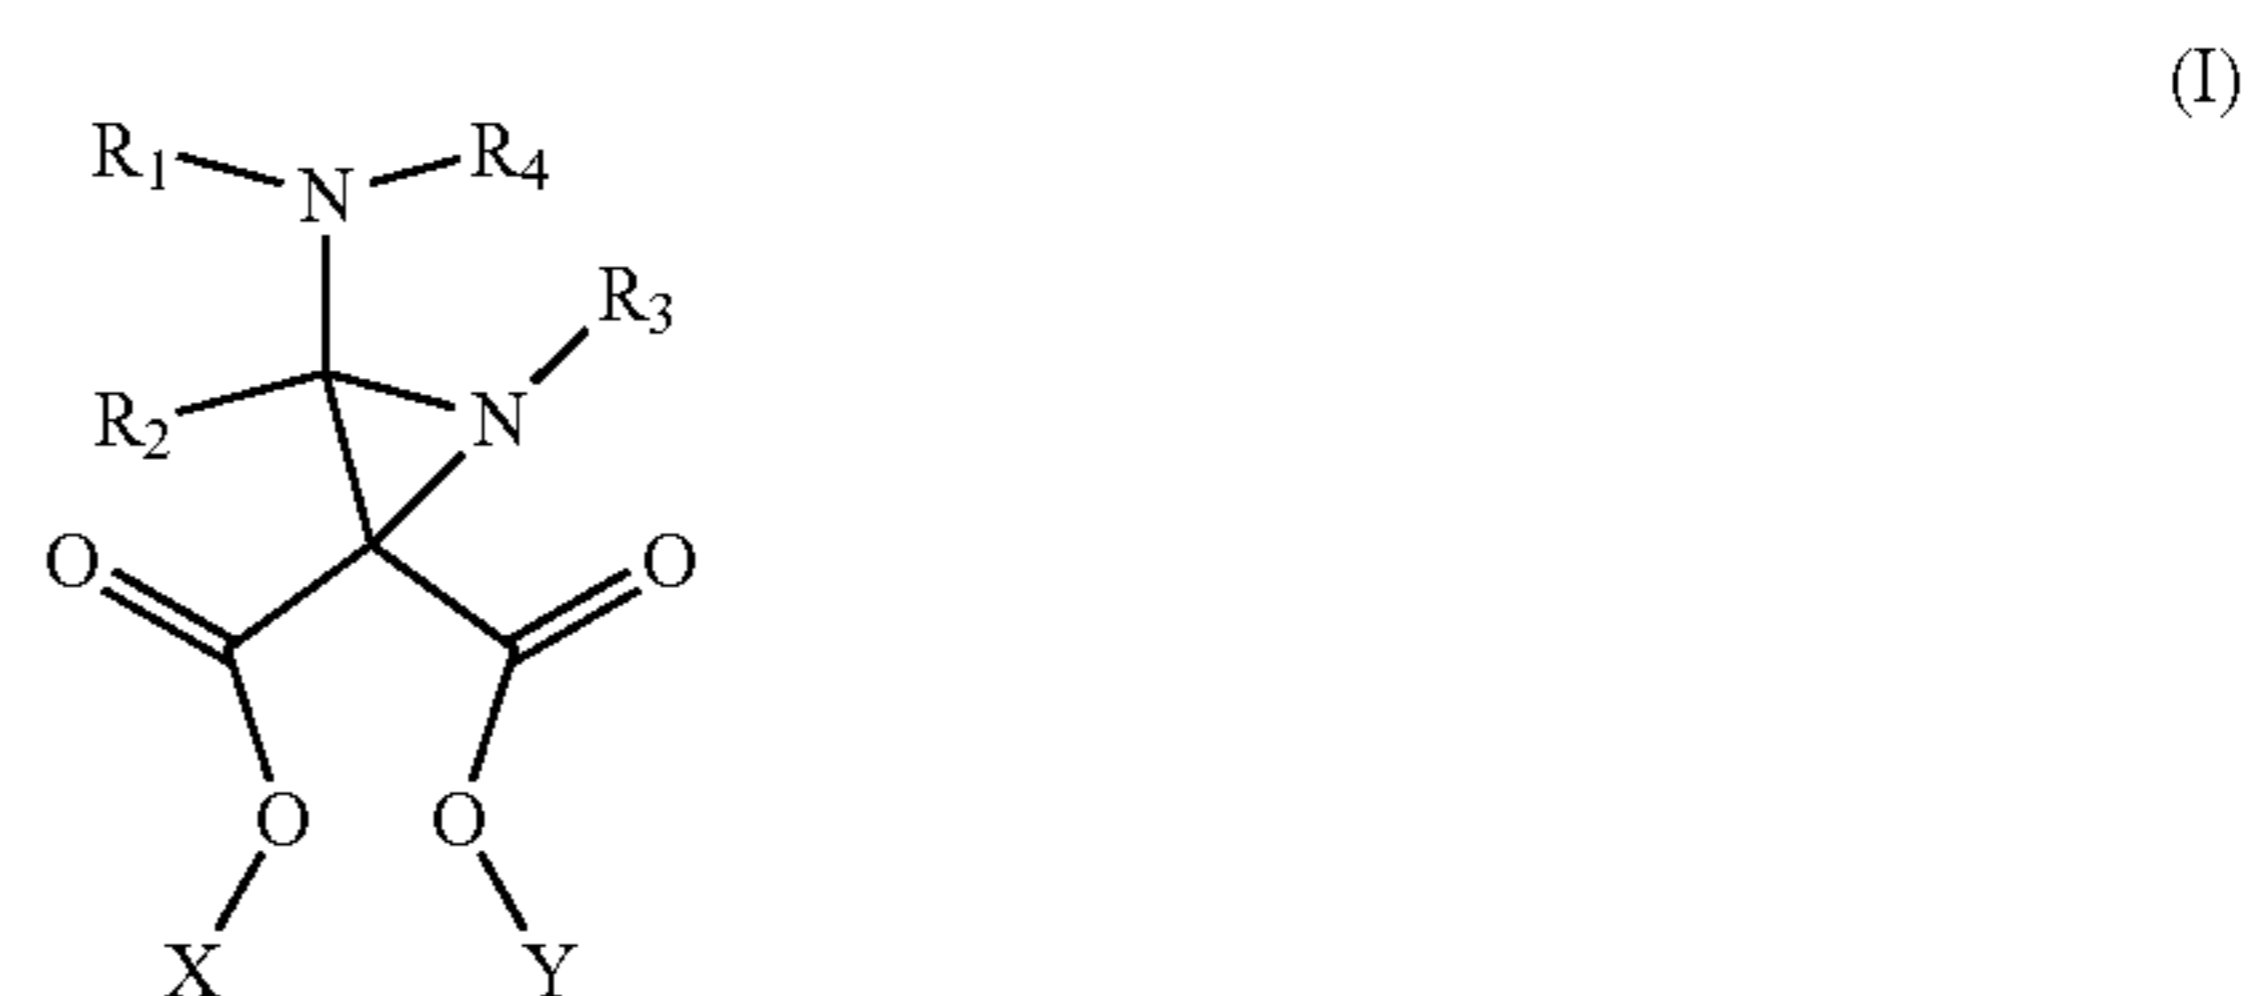 (I)
R₁ N R₄
R₃
R₂ N
O O
O O
X Y